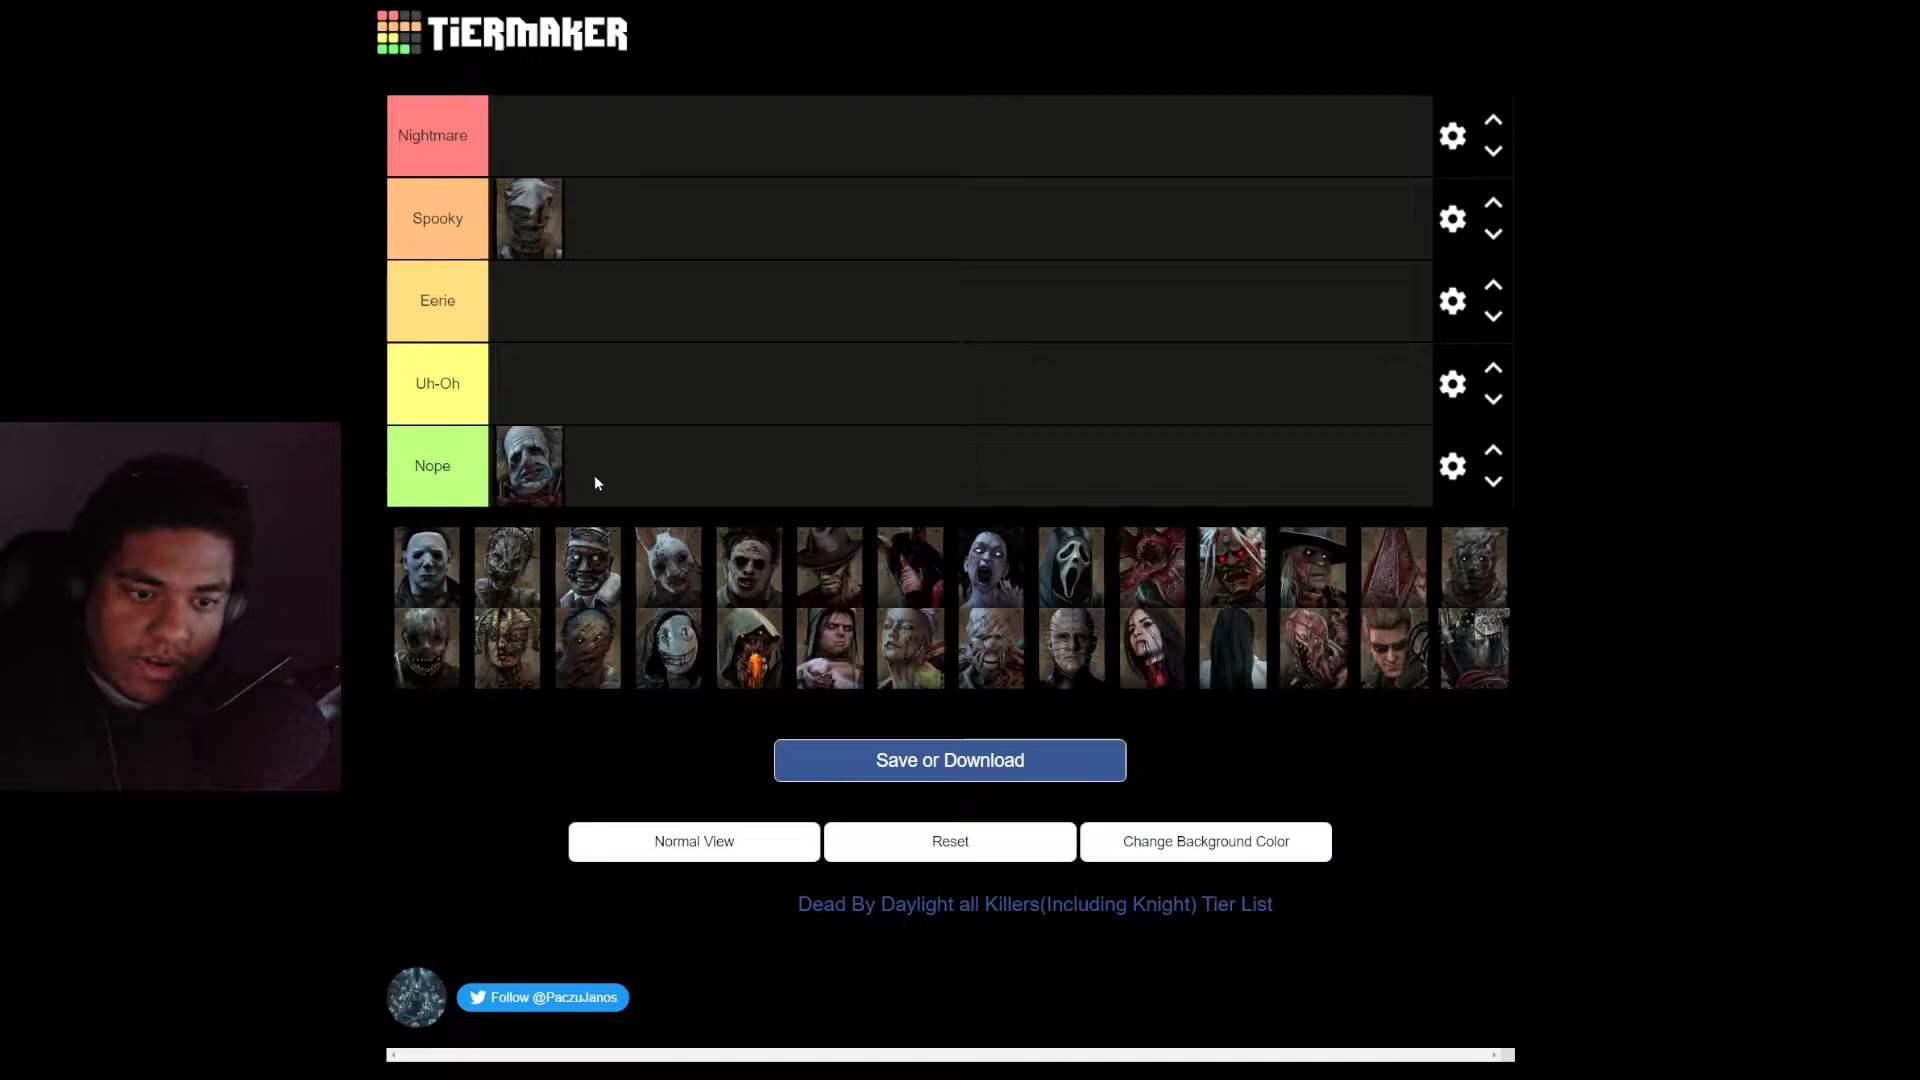 TiERMAKER
Nightmare
Spooky
Eerie
Uh-Oh
Nope
Save or Download
Normal View
Reset
Change Background Color
Dead By Daylight all Killers(Including Knight) Tier List
Follow @PaczuJanos